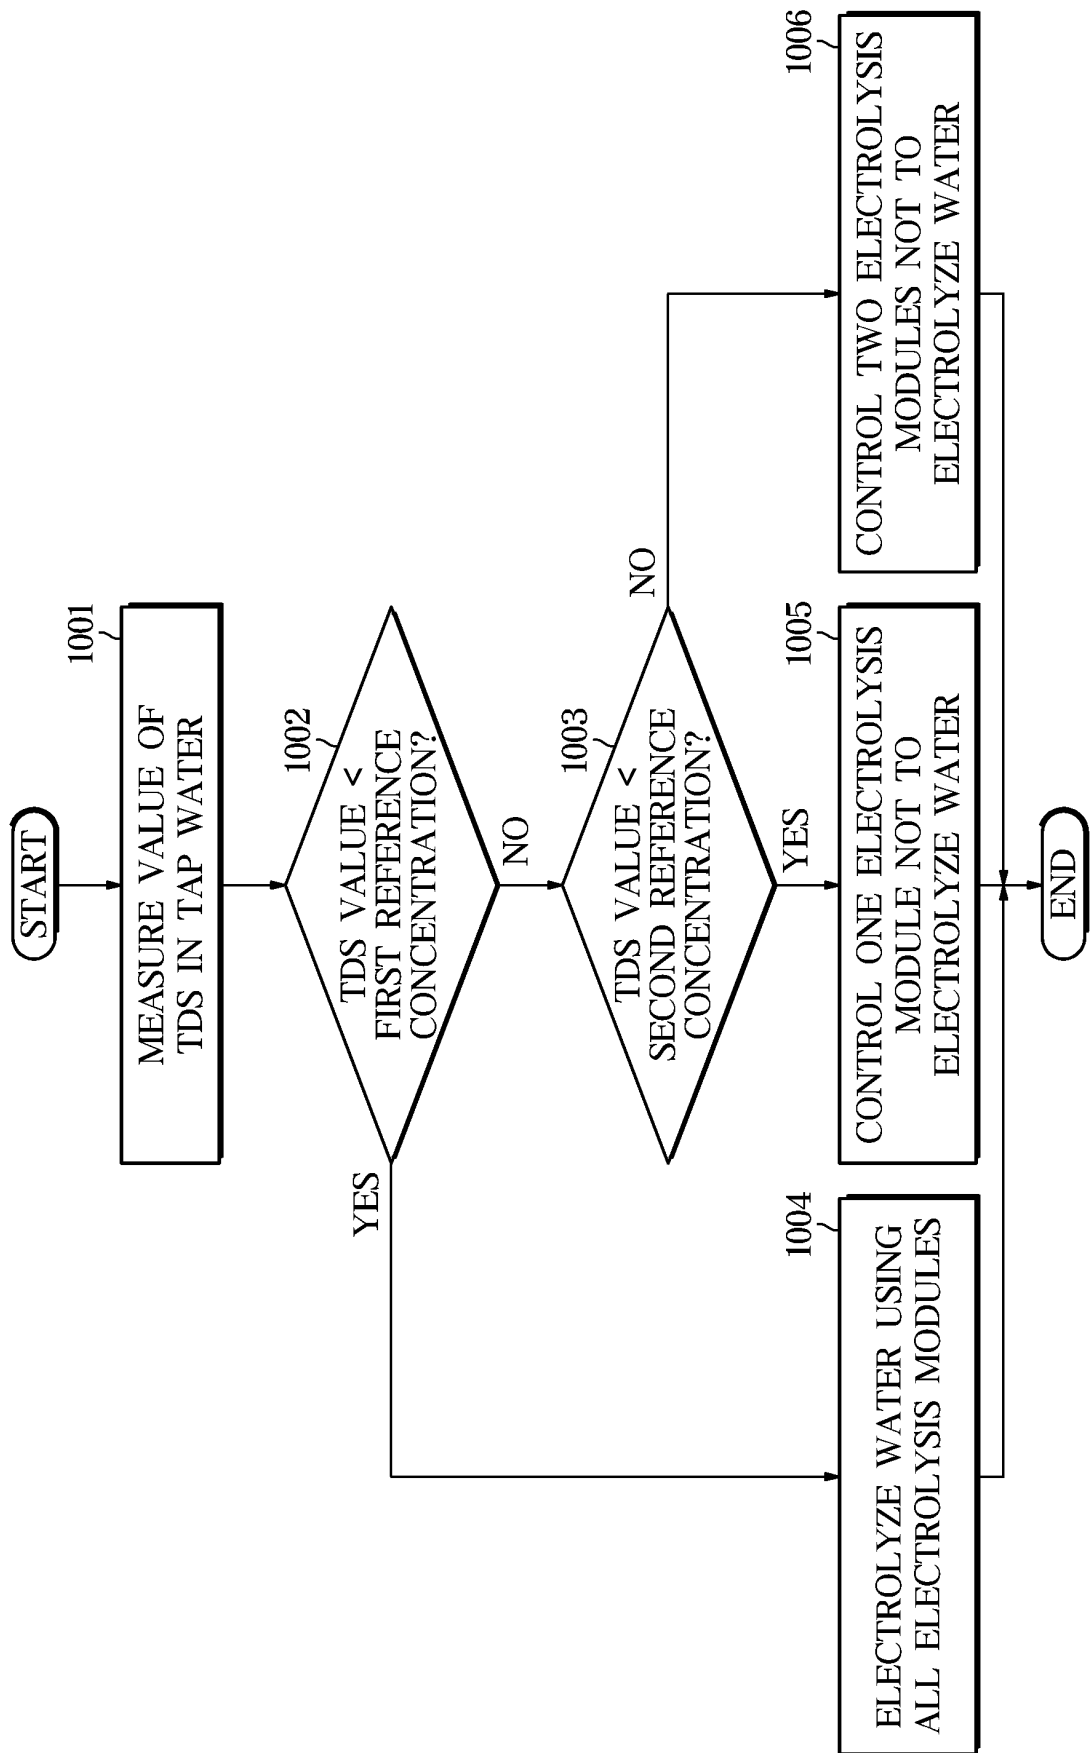 START
1001
MEASURE VALUE OF
TDS IN TAP WATER
1002
TDS VALUE <
FIRST REFERENCE
CONCENTRATION?
YES
NO
1003
TDS VALUE <
SECOND REFERENCE
CONCENTRATION?
NO
YES
1004
ELECTROLYZE WATER USING
ALL ELECTROLYSIS MODULES
1005
CONTROL ONE ELECTROLYSIS
MODULE NOT TO
ELECTROLYZE WATER
1006
CONTROL TWO ELECTROLYSIS
MODULES NOT TO
ELECTROLYZE WATER
END